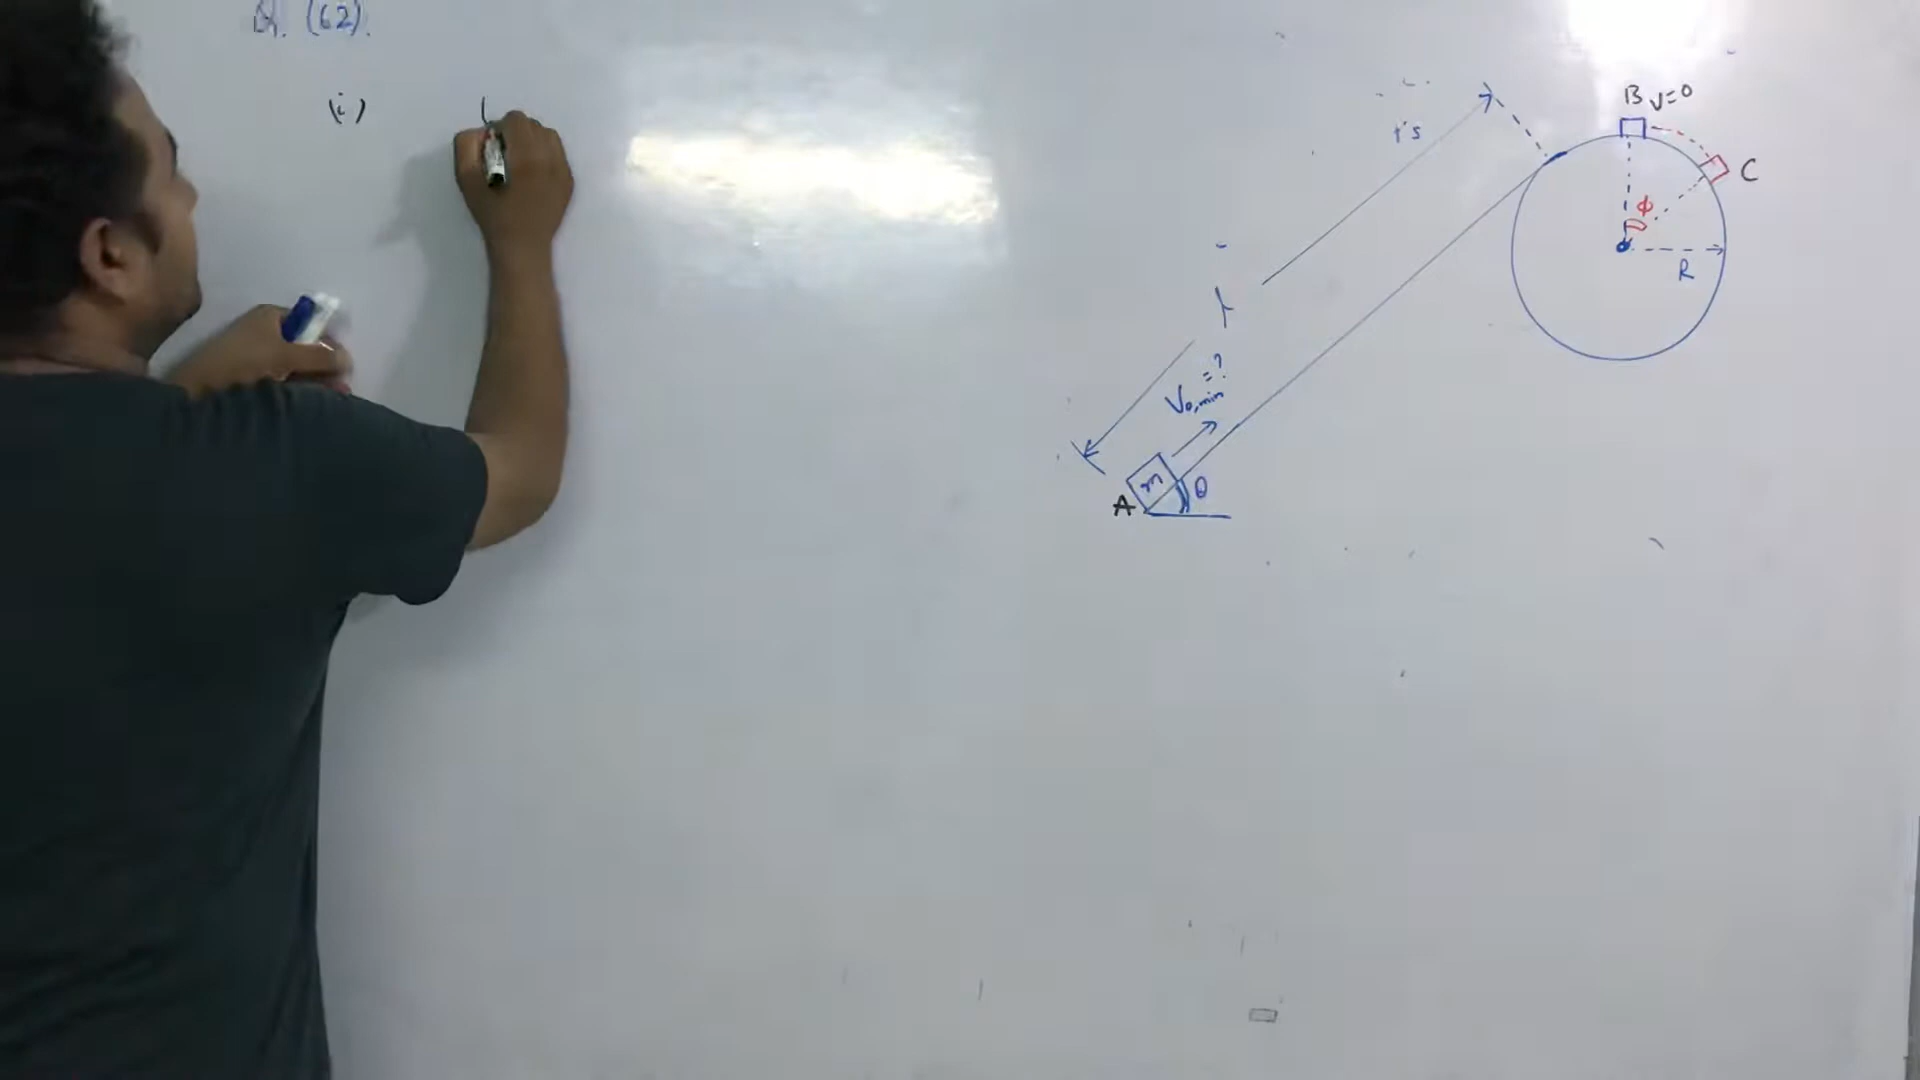 Q. (62).
(i)
B v=0
C
ϕ
R
l
V₀,min =?
m
A
θ